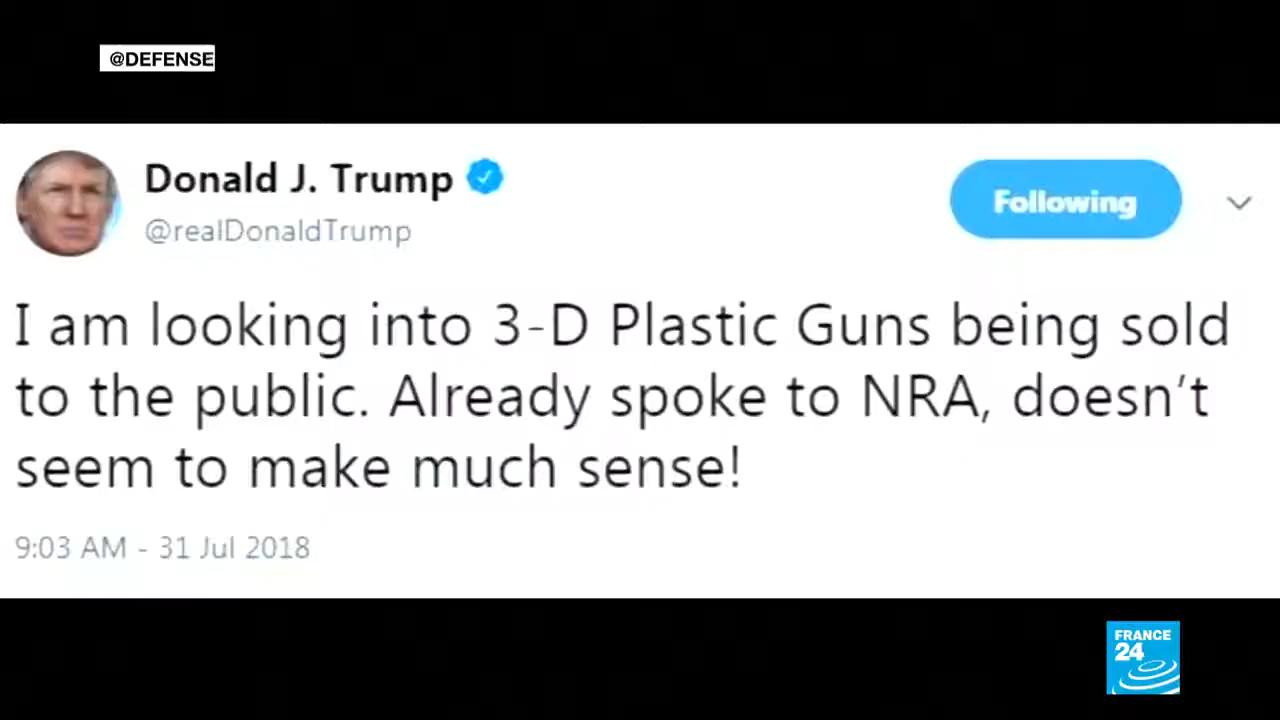 @DEFENSE
Donald J. Trump
@realDonaldTrump
Following
I am looking into 3-D Plastic Guns being sold
to the public. Already spoke to NRA, doesn't
seem to make much sense!
9:03 AM - 31 Jul 2018
FRANCE
24